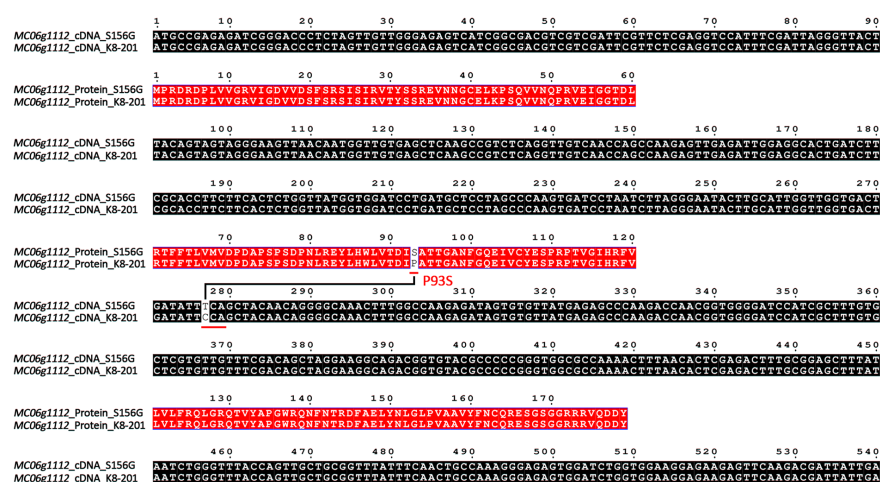 1 10 20 30 40 50 60 70 80 90
MC06g1112_cDNA_S156G ATGCCGAGAGATCGGGACCCTCTAGTTGTTGGGAGAGTCATCGGCGACGTCGTCGATTCGTTCTCGAGGTCCATTTCGATTAGGGTTACT
MC06g1112_cDNA_K8-201 ATGCCGAGAGATCGGGACCCTCTAGTTGTTGGGAGAGTCATCGGCGACGTCGTCGATTCGTTCTCGAGGTCCATTTCGATTAGGGTTACT
1 10 20 30 40 50 60
MC06g1112_Protein_S156G MPRDRDPLVVGRVIGDVVDSFSRSISIRVTYSSREVNNGCELKPSQVVNQPRVEIGGTDL
MC06g1112_Protein_K8-201 MPRDRDPLVVGRVIGDVVDSFSRSISIRVTYSSREVNNGCELKPSQVVNQPRVEIGGTDL
100 110 120 130 140 150 160 170 180
MC06g1112_cDNA_S156G TACAGTAGTAGGGAAGTTAACAATGGTTGTGAGCTCAAGCCGTCTCAGGTTGTCAACCAGCCAAGAGTTGAGATTGGAGGCACTGATCTT
MC06g1112_cDNA_K8-201 TACAGTAGTAGGGAAGTTAACAATGGTTGTGAGCTCAAGCCGTCTCAGGTTGTCAACCAGCCAAGAGTTGAGATTGGAGGCACTGATCTT
190 200 210 220 230 240 250 260 270
MC06g1112_cDNA_S156G CGCACCTTCTTCACTCTGGTTATGGTGGATCCTGATGCTCCTAGCCCAAGTGATCCTAATCTTAGGGAATACTTGCATTGGTTGGTGACT
MC06g1112_cDNA_K8-201 CGCACCTTCTTCACTCTGGTTATGGTGGATCCTGATGCTCCTAGCCCAAGTGATCCTAATCTTAGGGAATACTTGCATTGGTTGGTGACT
70 80 90 100 110 120
MC06g1112_Protein_S156G RTFFTLVMVDPDAPSPSDPNLREYLHWLVTDISATTGANFGQEIVCYESPRPTVGIHRFV
MC06g1112_Protein_K8-201 RTFFTLVMVDPDAPSPSDPNLREYLHWLVTDIPATTGANFGQEIVCYESPRPTVGIHRFV
P93S
280 290 300 310 320 330 340 350 360
MC06g1112_cDNA_S156G GATATTTCAGCTACAACAGGGGCAAACTTTGGCCAAGAGATAGTGTGTTATGAGAGCCCAAGACCAACGGTGGGGATCCATCGCTTTGTG
MC06g1112_cDNA_K8-201 GATATTCCAGCTACAACAGGGGCAAACTTTGGCCAAGAGATAGTGTGTTATGAGAGCCCAAGACCAACGGTGGGGATCCATCGCTTTGTG
370 380 390 400 410 420 430 440 450
MC06g1112_cDNA_S156G CTCGTGTTGTTTCGACAGCTAGGAAGGCAGACGGTGTACGCCCCCGGGTGGCGCCAAAACTTTAACACTCGAGACTTTGCGGAGCTTTAT
MC06g1112_cDNA_K8-201 CTCGTGTTGTTTCGACAGCTAGGAAGGCAGACGGTGTACGCCCCCGGGTGGCGCCAAAACTTTAACACTCGAGACTTTGCGGAGCTTTAT
130 140 150 160 170
MC06g1112_Protein_S156G LVLFRQLGRQTVYAPGWRQNFNTRDFAELYNLGLPVAAVYFNCQRESGSGGRRRVQDDY
MC06g1112_Protein_K8-201 LVLFRQLGRQTVYAPGWRQNFNTRDFAELYNLGLPVAAVYFNCQRESGSGGRRRVQDDY
460 470 480 490 500 510 520 530 540
MC06g1112_cDNA_S156G AATCTGGGTTTACCAGTTGCTGCGGTTTATTTCAACTGCCAAAGGGAGAGTGGATCTGGTGGAAGGAGAAGAGTTCAAGACGATTATTGA
MC06g1112_cDNA_K8-201 AATCTGGGTTTACCAGTTGCTGCGGTTTATTTCAACTGCCAAAGGGAGAGTGGATCTGGTGGAAGGAGAAGAGTTCAAGACGATTATTGA